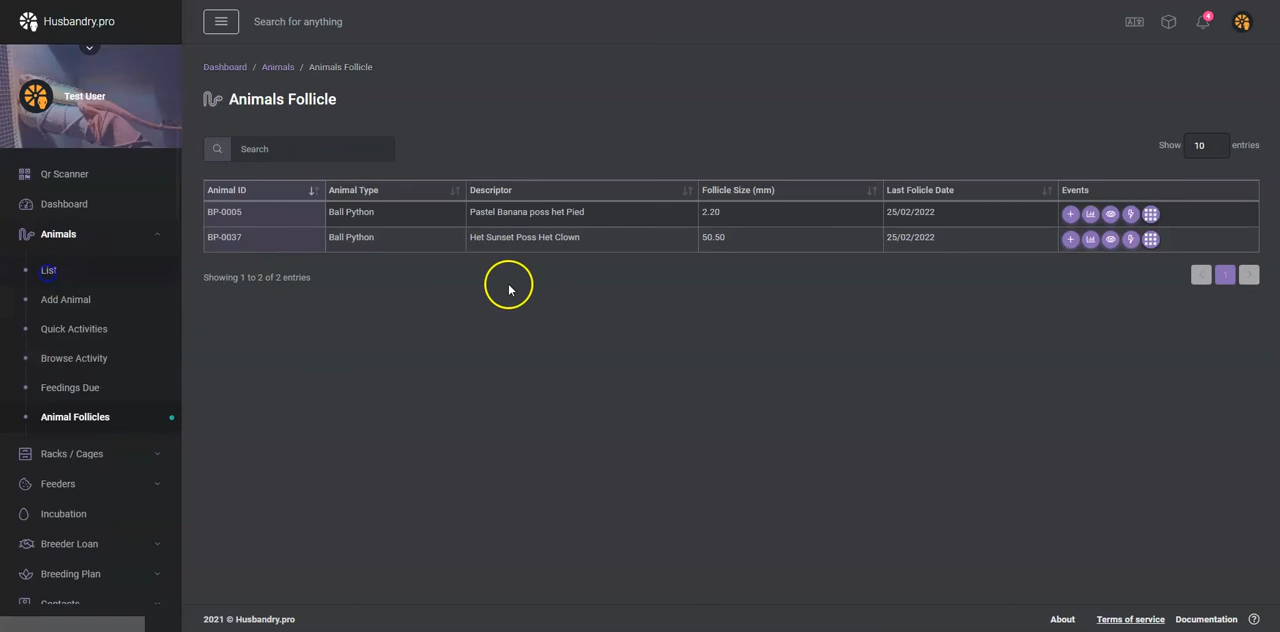 Husbandry.pro
Search for anything
4
Test User
Dashboard / Animals / Animals Follicle
Animals Follicle
Search
Show 10 entries
Animal ID Animal Type Descriptor Follicle Size (mm) Last Folicle Date Events
BP-0005 Ball Python Pastel Banana poss het Pied 2.20 25/02/2022
BP-0037 Ball Python Het Sunset Poss Het Clown 50.50 25/02/2022
Showing 1 to 2 of 2 entries
1
Qr Scanner
Dashboard
Animals
List
Add Animal
Quick Activities
Browse Activity
Feedings Due
Animal Follicles
Racks / Cages
Feeders
Incubation
Breeder Loan
Breeding Plan
Contacts
2021 © Husbandry.pro
About Terms of service Documentation